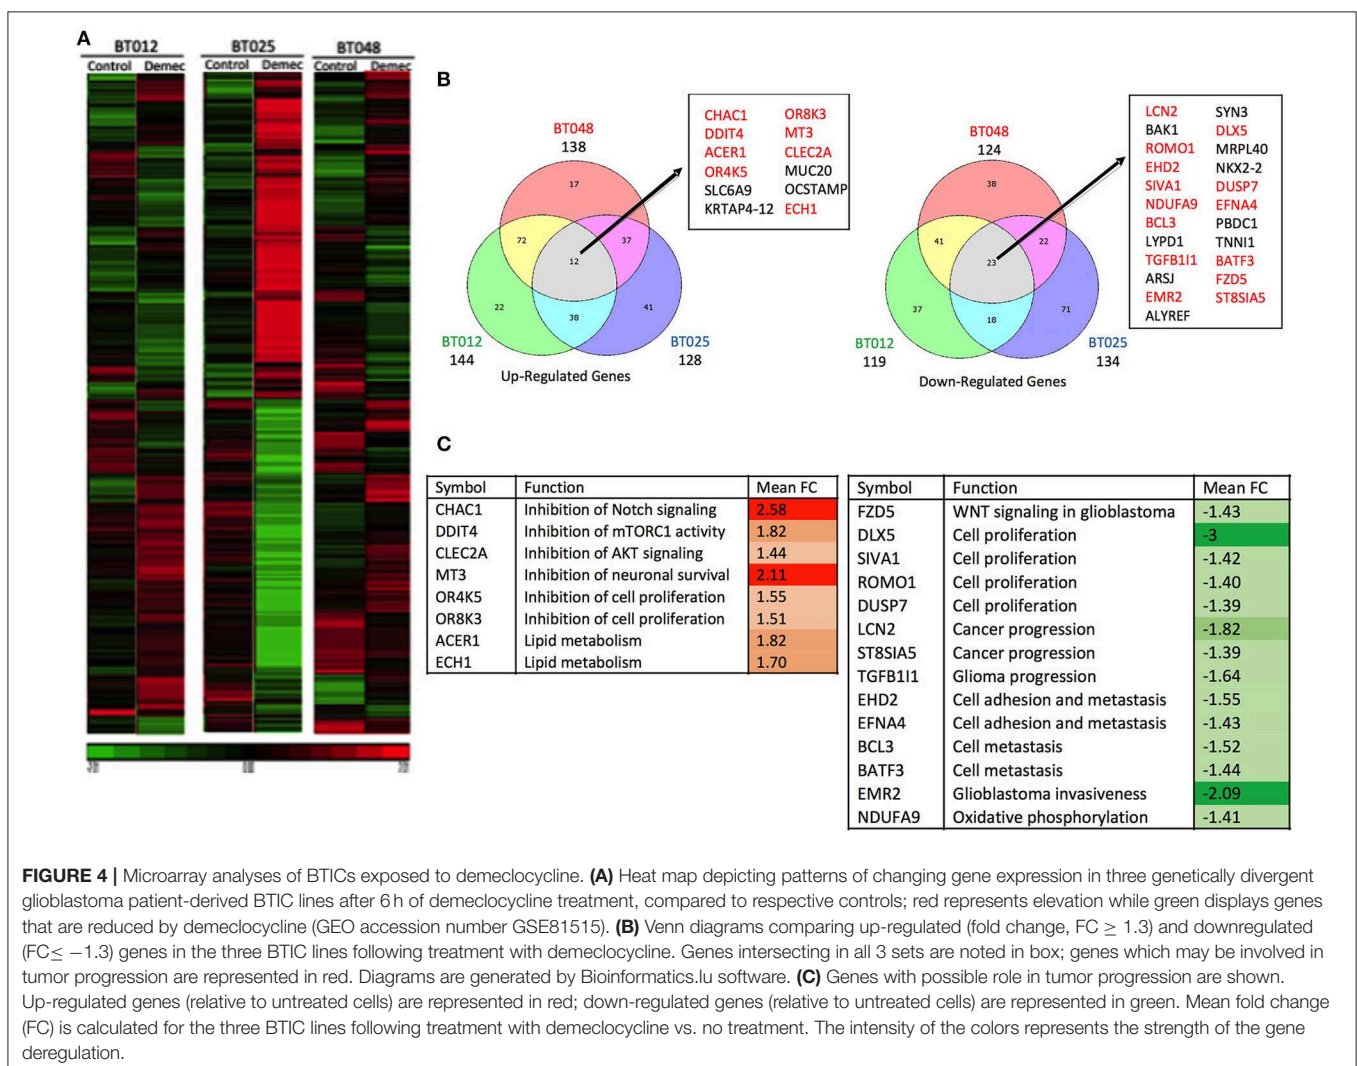 A
BT012
BT025
BT048
Control
Demec
Control
Demec
Control
Demec
B
BT048
138
17
72
37
12
22
38
41
BT012
144
BT025
128
Up-Regulated Genes
CHAC1 OR8K3
DDIT4 MT3
ACER1 CLEC2A
OR4K5 MUC20
SLC6A9 OCSTAMP
KRTAP4-12 ECH1
BT048
124
38
41
22
23
37
18
71
BT012
119
BT025
134
Down-Regulated Genes
LCN2 SYN3
BAK1 DLX5
ROMO1 MRPL40
EHD2 NKX2-2
SIVA1 DUSP7
NDUFA9 EFNA4
BCL3 PBDC1
LYPD1 TNNI1
TGFB1I1 BATF3
ARSJ FZD5
EMR2 ST8SIA5
ALYREF
C
Symbol Function Mean FC
CHAC1 Inhibition of Notch signaling 2.58
DDIT4 Inhibition of mTORC1 activity 1.82
CLEC2A Inhibition of AKT signaling 1.44
MT3 Inhibition of neuronal survival 2.11
OR4K5 Inhibition of cell proliferation 1.55
OR8K3 Inhibition of cell proliferation 1.51
ACER1 Lipid metabolism 1.82
ECH1 Lipid metabolism 1.70
Symbol Function Mean FC
FZD5 WNT signaling in glioblastoma -1.43
DLX5 Cell proliferation -3
SIVA1 Cell proliferation -1.42
ROMO1 Cell proliferation -1.40
DUSP7 Cell proliferation -1.39
LCN2 Cancer progression -1.82
ST8SIA5 Cancer progression -1.39
TGFB1I1 Glioma progression -1.64
EHD2 Cell adhesion and metastasis -1.55
EFNA4 Cell adhesion and metastasis -1.43
BCL3 Cell metastasis -1.52
BATF3 Cell metastasis -1.44
EMR2 Glioblastoma invasiveness -2.09
NDUFA9 Oxidative phosphorylation -1.41
FIGURE 4 | Microarray analyses of BTICs exposed to demeclocycline. (A) Heat map depicting patterns of changing gene expression in three genetically divergent
glioblastoma patient-derived BTIC lines after 6 h of demeclocycline treatment, compared to respective controls; red represents elevation while green displays genes
that are reduced by demeclocycline (GEO accession number GSE81515). (B) Venn diagrams comparing up-regulated (fold change, FC ≥ 1.3) and downregulated
(FC≤ −1.3) genes in the three BTIC lines following treatment with demeclocycline. Genes intersecting in all 3 sets are noted in box; genes which may be involved in
tumor progression are represented in red. Diagrams are generated by Bioinformatics.lu software. (C) Genes with possible role in tumor progression are shown.
Up-regulated genes (relative to untreated cells) are represented in red; down-regulated genes (relative to untreated cells) are represented in green. Mean fold change
(FC) is calculated for the three BTIC lines following treatment with demeclocycline vs. no treatment. The intensity of the colors represents the strength of the gene
deregulation.